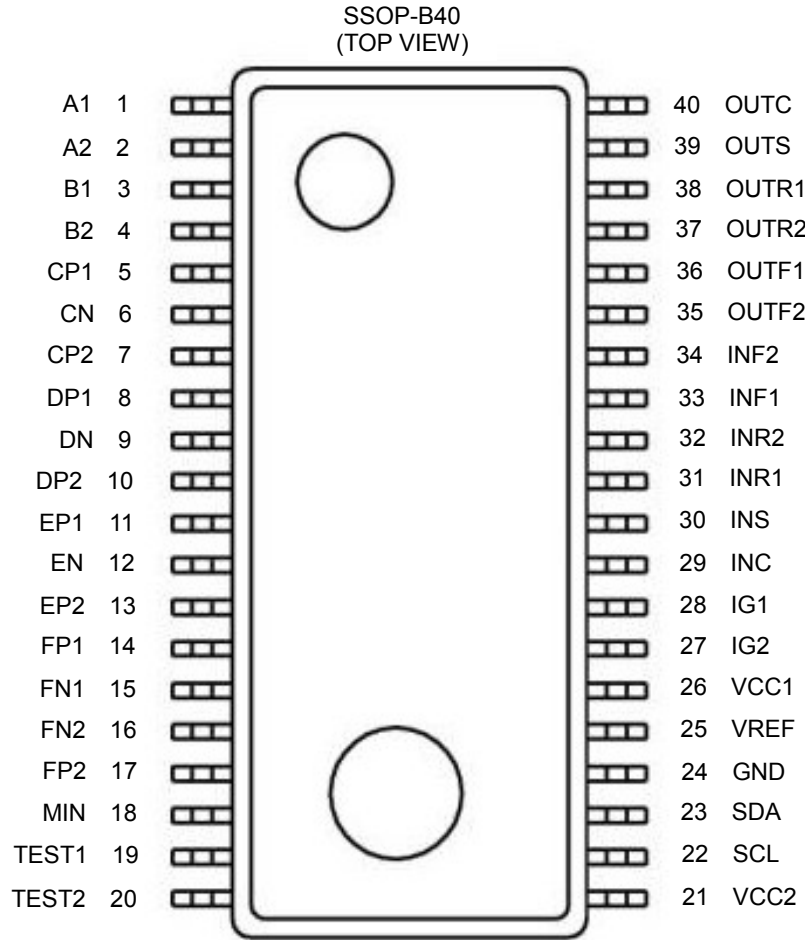 SSOP-B40
(TOP VIEW)
A1 1 40 OUTC
A2 2 39 OUTS
B1 3 38 OUTR1
B2 4 37 OUTR2
CP1 5 36 OUTF1
CN 6 35 OUTF2
CP2 7 34 INF2
DP1 8 33 INF1
DN 9 32 INR2
DP2 10 31 INR1
EP1 11 30 INS
EN 12 29 INC
EP2 13 28 IG1
FP1 14 27 IG2
FN1 15 26 VCC1
FN2 16 25 VREF
FP2 17 24 GND
MIN 18 23 SDA
TEST1 19 22 SCL
TEST2 20 21 VCC2